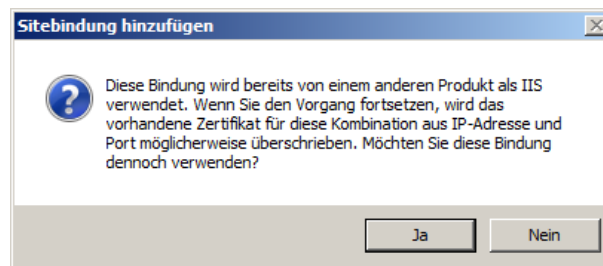 Sitebindung hinzufügen
Diese Bindung wird bereits von einem anderen Produkt als IIS
verwendet. Wenn Sie den Vorgang fortsetzen, wird das
vorhandene Zertifikat für diese Kombination aus IP-Adresse und
Port möglicherweise überschrieben. Möchten Sie diese Bindung
dennoch verwenden?
Ja
Nein